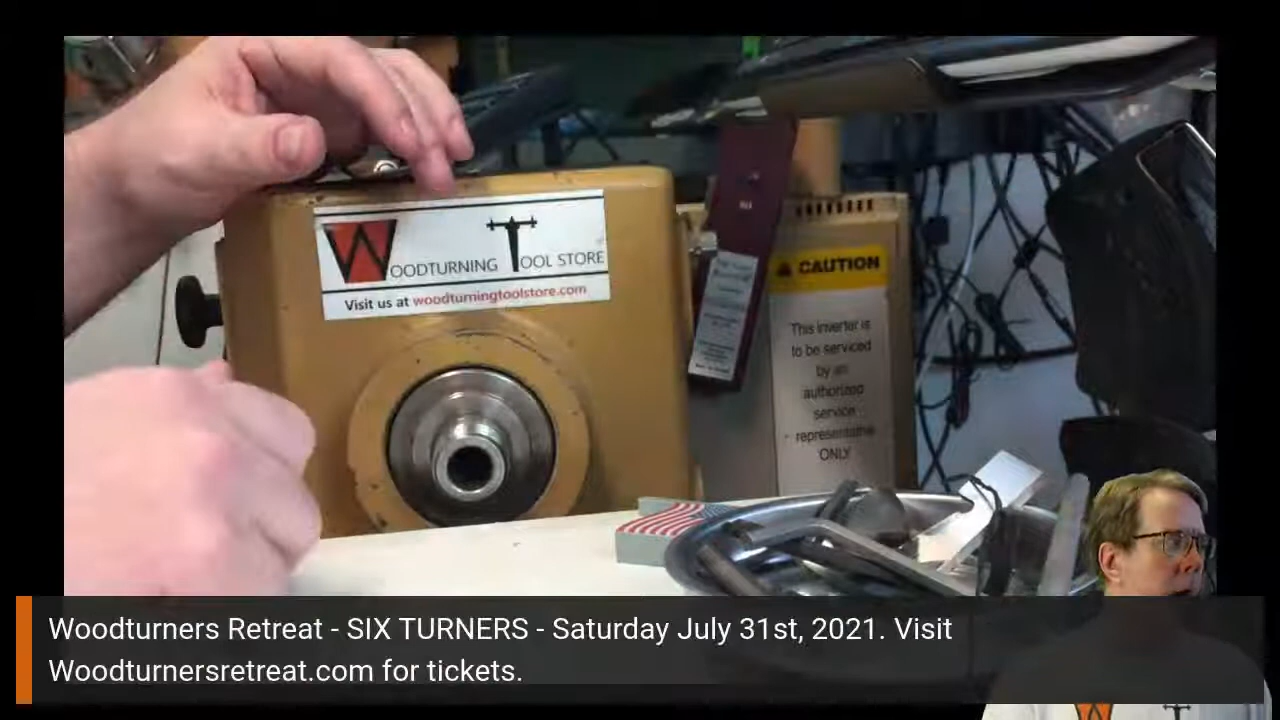 WOODTURNING TOOL STORE
Visit us at woodturningtoolstore.com
CAUTION
This inverter is
to be serviced
by an
authorized
service
representative
ONLY
Woodturners Retreat - SIX TURNERS - Saturday July 31st, 2021. Visit
Woodturnersretreat.com for tickets.
W T